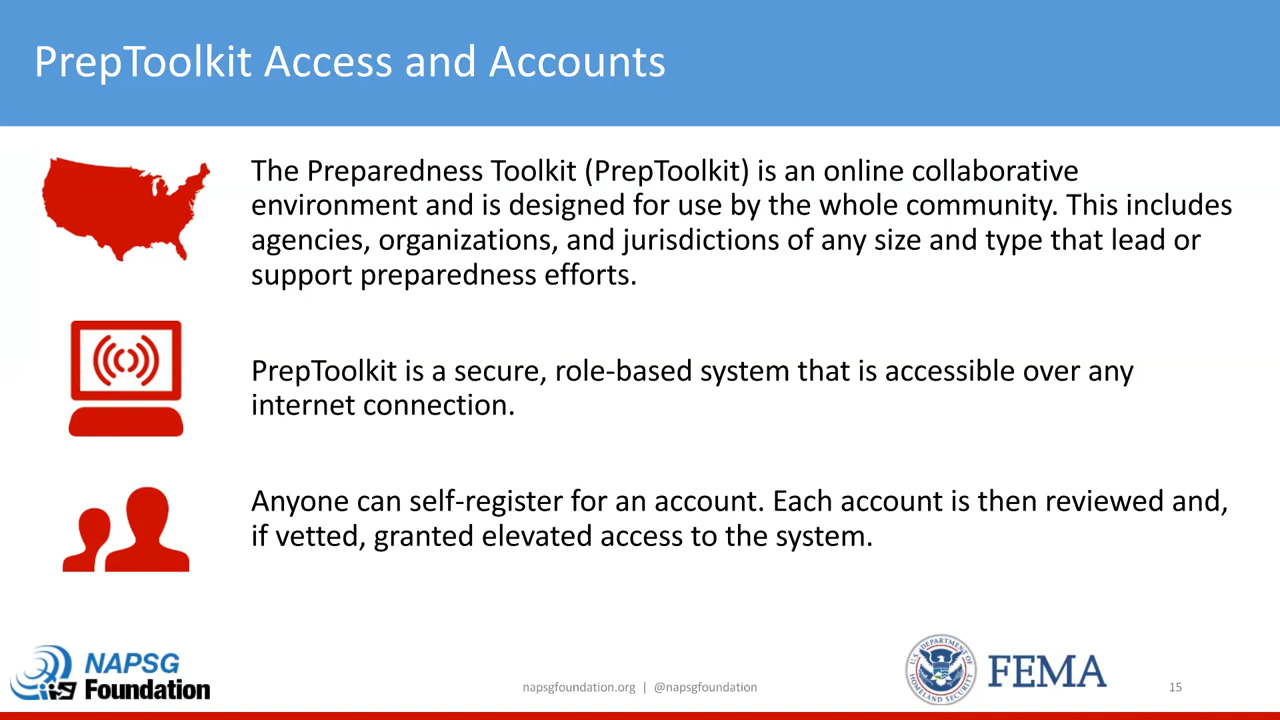 PrepToolkit Access and Accounts
The Preparedness Toolkit (PrepToolkit) is an online collaborative
environment and is designed for use by the whole community. This includes
agencies, organizations, and jurisdictions of any size and type that lead or
support preparedness efforts.
PrepToolkit is a secure, role-based system that is accessible over any
internet connection.
Anyone can self-register for an account. Each account is then reviewed and,
if vetted, granted elevated access to the system.
NAPSG
Foundation
napsgfoundation.org | @napsgfoundation
U.S. DEPARTMENT OF HOMELAND SECURITY
FEMA
15